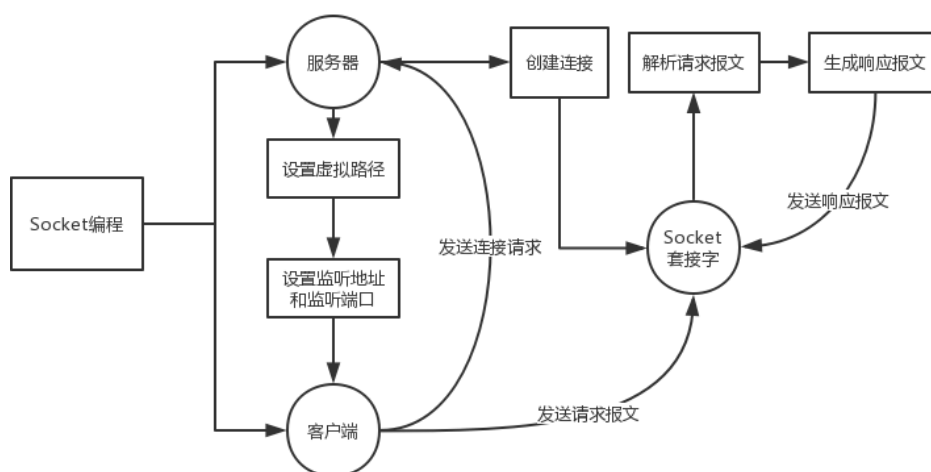 服务器
创建连接
解析请求报文
生成响应报文
设置虚拟路径
Socket编程
发送响应报文
Socket
套接字
发送连接请求
设置监听地址
和监听端口
客户端
发送请求报文